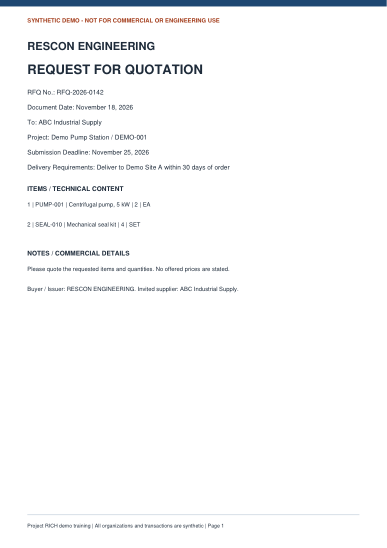 SYNTHETIC DEMO - NOT FOR COMMERCIAL OR ENGINEERING USE
RESCON ENGINEERING
REQUEST FOR QUOTATION
RFQ No.: RFQ-2026-0142
Document Date: November 18, 2026
To: ABC Industrial Supply
Project: Demo Pump Station / DEMO-001
Submission Deadline: November 25, 2026
Delivery Requirements: Deliver to Demo Site A within 30 days of order
ITEMS / TECHNICAL CONTENT
1 | PUMP-001 | Centrifugal pump, 5 kW | 2 | EA
2 | SEAL-010 | Mechanical seal kit | 4 | SET
NOTES / COMMERCIAL DETAILS
Please quote the requested items and quantities. No offered prices are stated.
Buyer / Issuer: RESCON ENGINEERING. Invited supplier: ABC Industrial Supply.
Project RICH demo training | All organizations and transactions are synthetic | Page 1